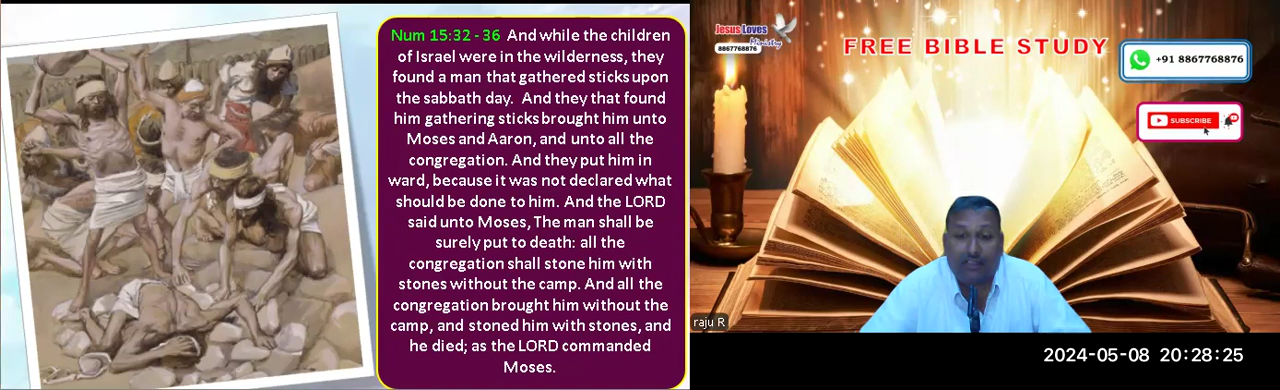 Num 15:32 - 36 And while the children
of Israel were in the wilderness, they
found a man that gathered sticks upon
the sabbath day. And they that found
him gathering sticks brought him unto
Moses and Aaron, and unto all the
congregation. And they put him in
ward, because it was not declared what
should be done to him. And the LORD
said unto Moses, The man shall be
surely put to death: all the
congregation shall stone him with
stones without the camp. And all the
congregation brought him without the
camp, and stoned him with stones, and
he died; as the LORD commanded
Moses.
Jesus Loves
Ministry
8867768876
FREE BIBLE STUDY
+91 8867768876
SUBSCRIBE
raju R
2024-05-08 20:28:25